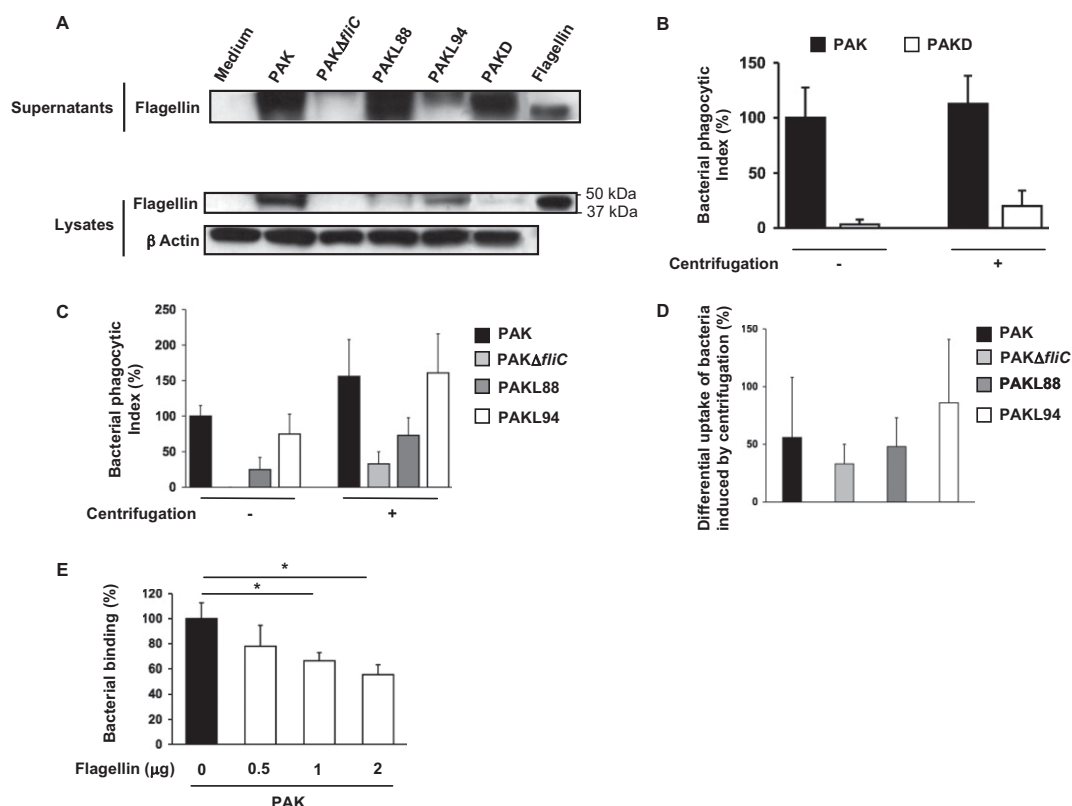 A
Medium
PAK
PAKΔfliC
PAKL88
PAKL94
PAKD
Flagellin
Supernatants
Flagellin
Lysates
Flagellin
50 kDa
37 kDa
β Actin
B
PAK
PAKD
Bacterial phagocytic
Index (%)
150
100
50
0
Centrifugation
-
+
C
Bacterial phagocytic
Index (%)
250
200
150
100
50
0
PAK
PAKΔfliC
PAKL88
PAKL94
Centrifugation
-
+
D
Differential uptake of bacteria
induced by centrifugation (%)
150
100
50
0
PAK
PAKΔfliC
PAKL88
PAKL94
E
*
*
Bacterial binding (%)
120
100
80
60
40
20
0
Flagellin (μg) 0 0.5 1 2
PAK